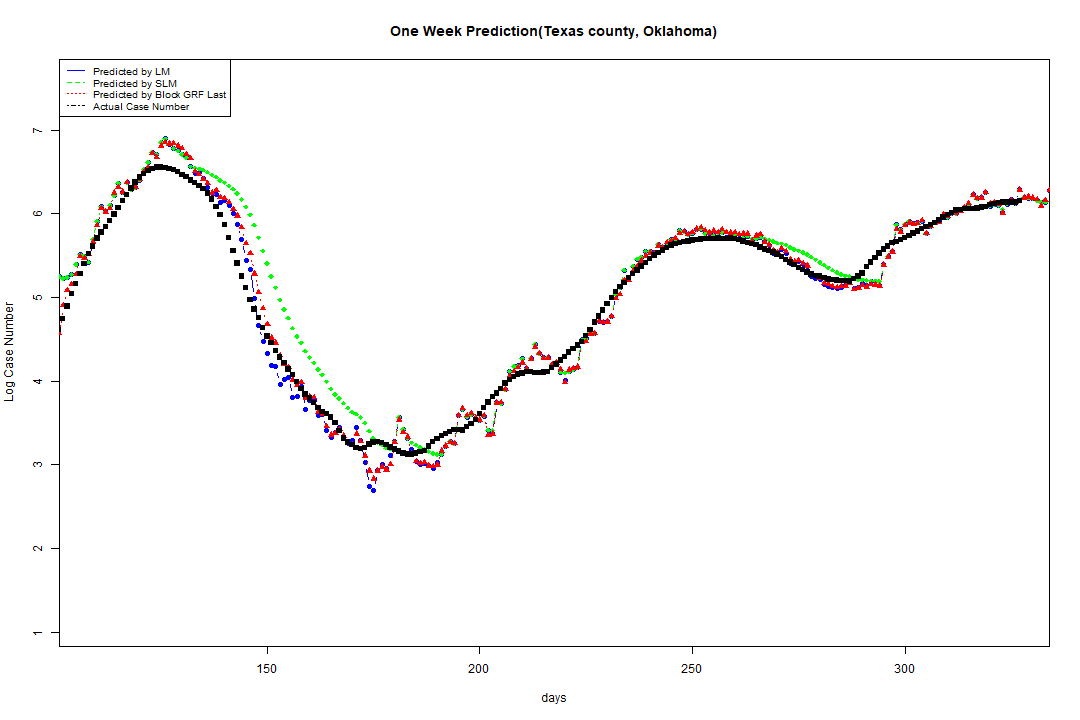 One Week Prediction(Texas county, Oklahoma)
Predicted by LM
Predicted by SLM
Predicted by Block GRF Last
Actual Case Number
7
6
5
4
3
2
1
Log Case Number
150
200
250
300
days